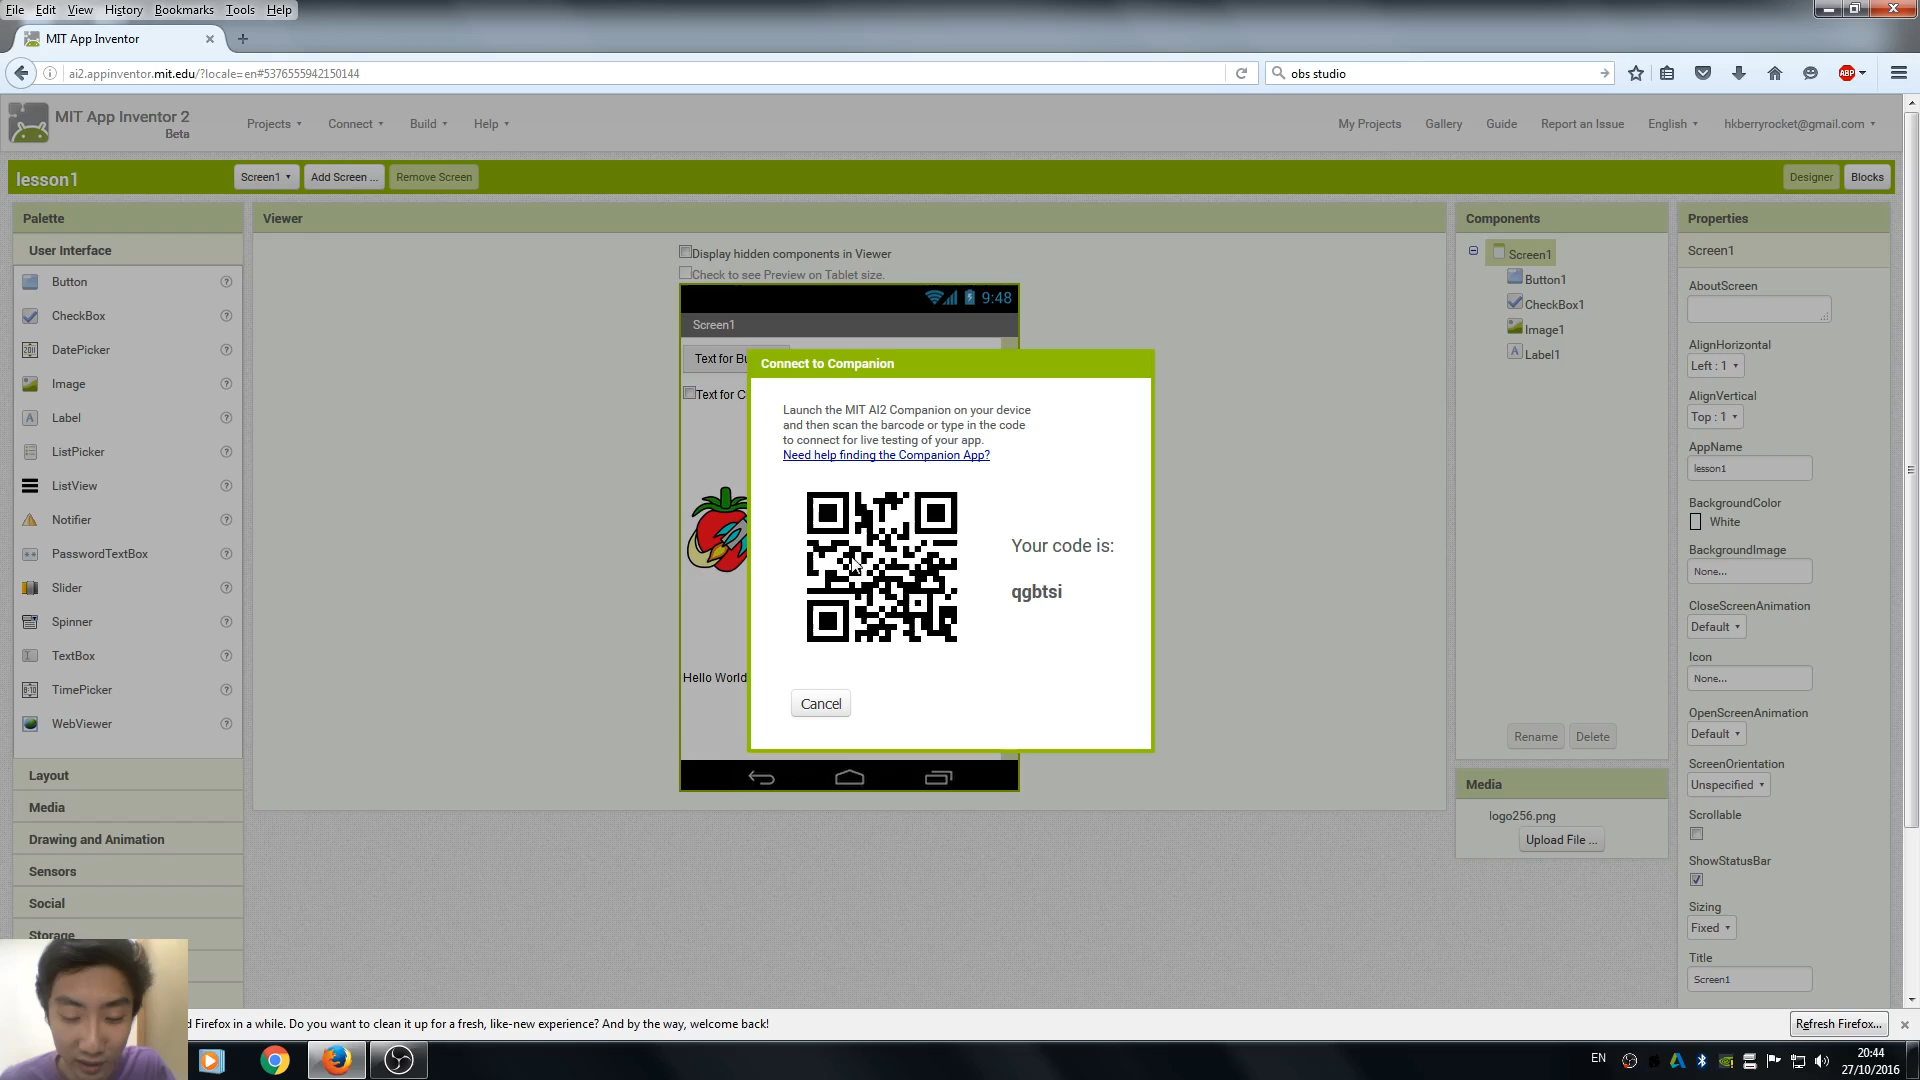 File Edit View History Bookmarks Tools Help
MIT App Inventor
ai2.appinventor.mit.edu/?locale=en#5376555942150144
obs studio
ABP
MIT App Inventor 2
Beta
Projects Connect Build Help
My Projects Gallery Guide Report an Issue English hkberryrocket@gmail.com
lesson1
Screen1 Add Screen ... Remove Screen
Designer Blocks
Palette
User Interface
Button
CheckBox
DatePicker
Image
Label
ListPicker
ListView
Notifier
PasswordTextBox
Slider
Spinner
TextBox
TimePicker
WebViewer
Layout
Media
Drawing and Animation
Sensors
Social
Storage
Viewer
Display hidden components in Viewer
Check to see Preview on Tablet size.
9:48
Screen1
Text for Bu
Text for C
Hello World
Connect to Companion
Launch the MIT AI2 Companion on your device
and then scan the barcode or type in the code
to connect for live testing of your app.
Need help finding the Companion App?
Your code is:
qgbtsi
Cancel
Components
Screen1
Button1
CheckBox1
Image1
Label1
Rename Delete
Media
logo256.png
Upload File ...
Properties
Screen1
AboutScreen
AlignHorizontal
Left : 1
AlignVertical
Top : 1
AppName
lesson1
BackgroundColor
White
BackgroundImage
None...
CloseScreenAnimation
Default
Icon
None...
OpenScreenAnimation
Default
ScreenOrientation
Unspecified
Scrollable
ShowStatusBar
Sizing
Fixed
Title
Screen1
d Firefox in a while. Do you want to clean it up for a fresh, like-new experience? And by the way, welcome back!
Refresh Firefox...
EN
20:44
27/10/2016